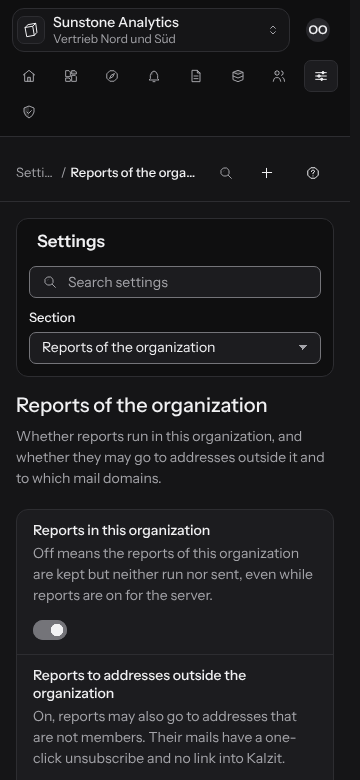 Sunstone Analytics
Vertrieb Nord und Süd
OO
Setti... / Reports of the orga...
Settings
Search settings
Section
Reports of the organization
Reports of the organization
Whether reports run in this organization, and
whether they may go to addresses outside it and
to which mail domains.
Reports in this organization
Off means the reports of this organization
are kept but neither run nor sent, even while
reports are on for the server.
Reports to addresses outside the
organization
On, reports may also go to addresses that
are not members. Their mails have a one-
click unsubscribe and no link into Kalzit.